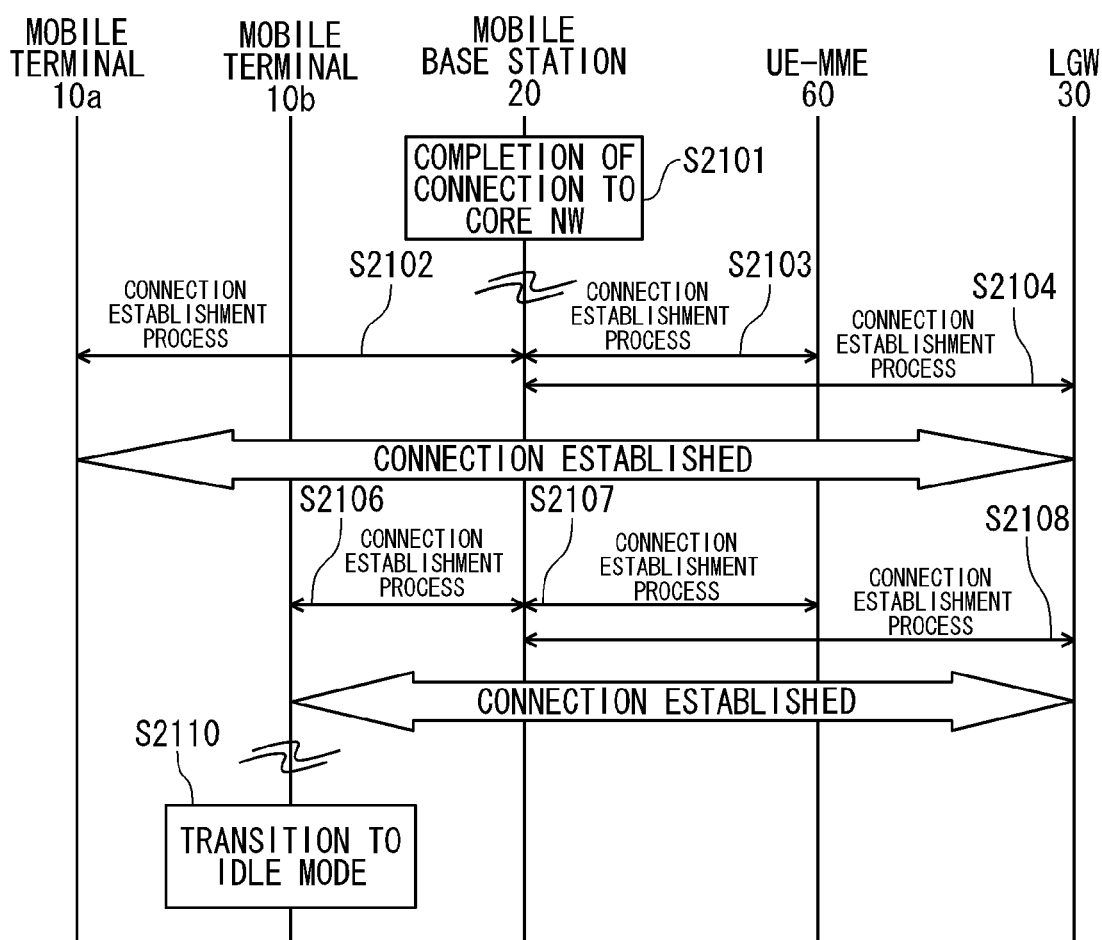 MOBILE
TERMINAL
10a
MOBILE
TERMINAL
10b
MOBILE
BASE STATION
20
UE-MME
60
LGW
30
COMPLETION OF
CONNECTION TO
CORE NW
S2101
S2102
CONNECTION
ESTABLISHMENT
PROCESS
S2103
CONNECTION
ESTABLISHMENT
PROCESS
S2104
CONNECTION
ESTABLISHMENT
PROCESS
CONNECTION ESTABLISHED
S2106
CONNECTION
ESTABLISHMENT
PROCESS
S2107
CONNECTION
ESTABLISHMENT
PROCESS
S2108
CONNECTION
ESTABLISHMENT
PROCESS
CONNECTION ESTABLISHED
S2110
TRANSITION TO
IDLE MODE